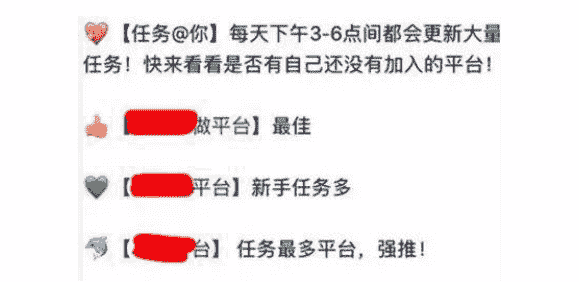 【任务@你】每天下午3-6点间都会更新大量
任务！快来看看是否有自己还没有加入的平台！
【做平台】最佳
【平台】新手任务多
【台】 任务最多平台，强推！